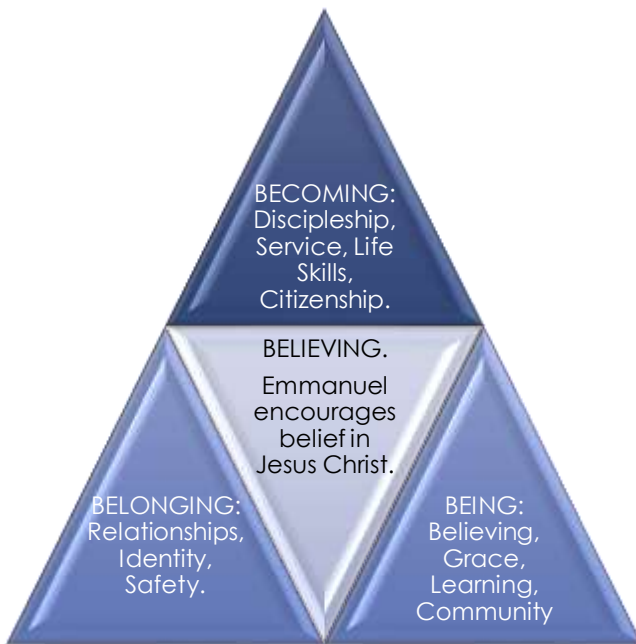 BECOMING:
Discipleship,
Service, Life
Skills,
Citizenship.
BELIEVING.
Emmanuel
encourages
belief in
Jesus Christ.
BELONGING:
Relationships,
Identity,
Safety.
BEING:
Believing,
Grace,
Learning,
Community